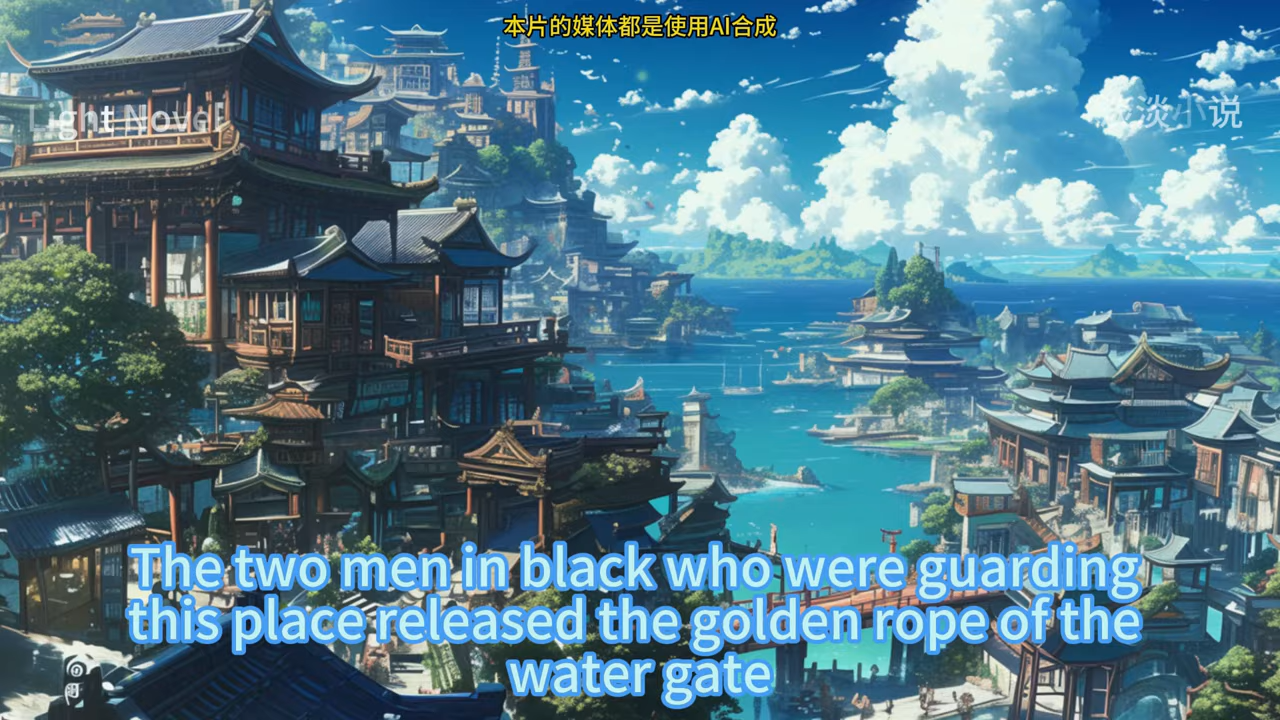 本片的媒体都是使用AI合成
Light Novel
淡小说
The two men in black who were guarding
this place released the golden rope of the
water gate